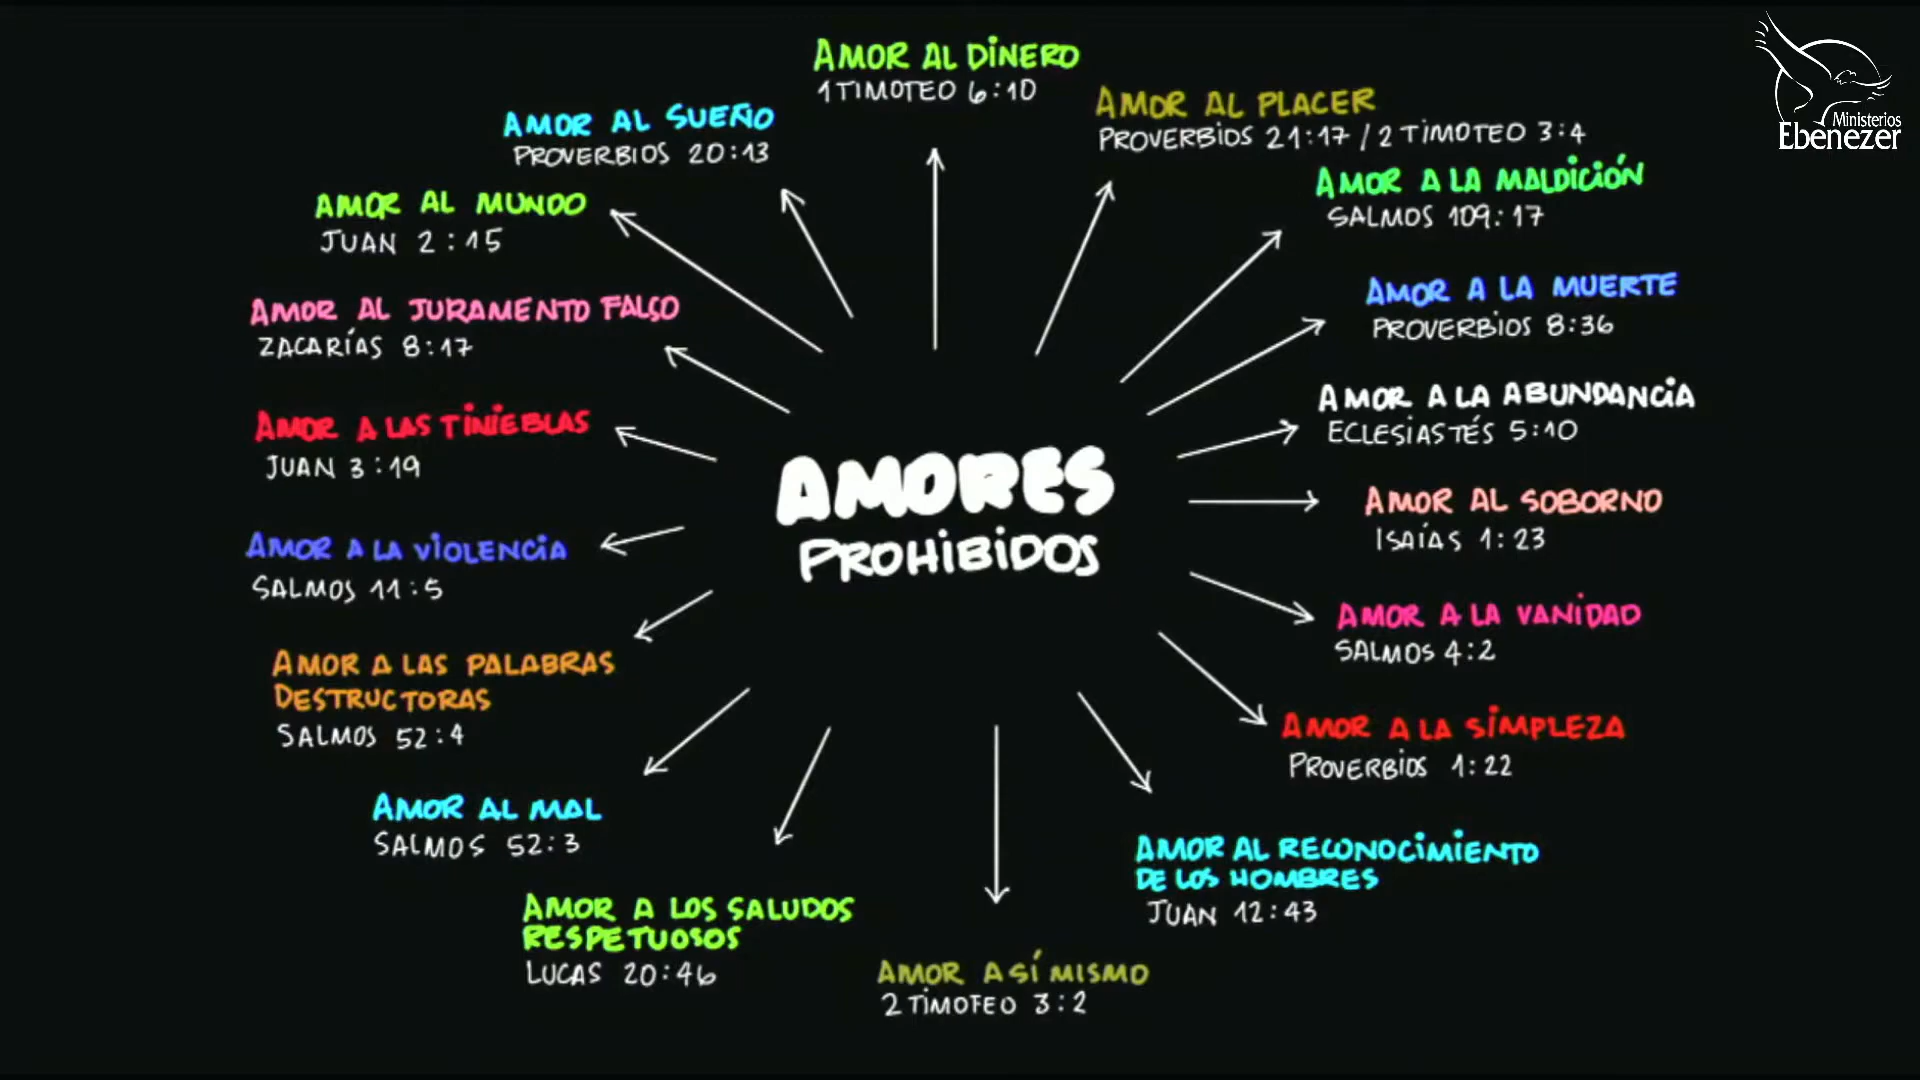 AMORES
PROHIBIDOS
AMOR AL DINERO
1 TIMOTEO 6:10
AMOR AL PLACER
PROVERBIOS 21:17 / 2 TIMOTEO 3:4
AMOR A LA MALDICIÓN
SALMOS 109:17
AMOR A LA MUERTE
PROVERBIOS 8:36
AMOR A LA ABUNDANCIA
ECLESIASTÉS 5:10
AMOR AL SOBORNO
ISAÍAS 1:23
AMOR A LA VANIDAD
SALMOS 4:2
AMOR A LA SIMPLEZA
PROVERBIOS 1:22
AMOR AL RECONOCIMIENTO
DE LOS HOMBRES
JUAN 12:43
AMOR A SÍ MISMO
2 TIMOTEO 3:2
AMOR A LOS SALUDOS
RESPETUOSOS
LUCAS 20:46
AMOR AL MAL
SALMOS 52:3
AMOR A LAS PALABRAS
DESTRUCTORAS
SALMOS 52:4
AMOR A LA VIOLENCIA
SALMOS 11:5
AMOR A LAS TINIEBLAS
JUAN 3:19
AMOR AL JURAMENTO FALSO
ZACARÍAS 8:17
AMOR AL MUNDO
JUAN 2:15
AMOR AL SUEÑO
PROVERBIOS 20:13
Ministerios
Ebenezer